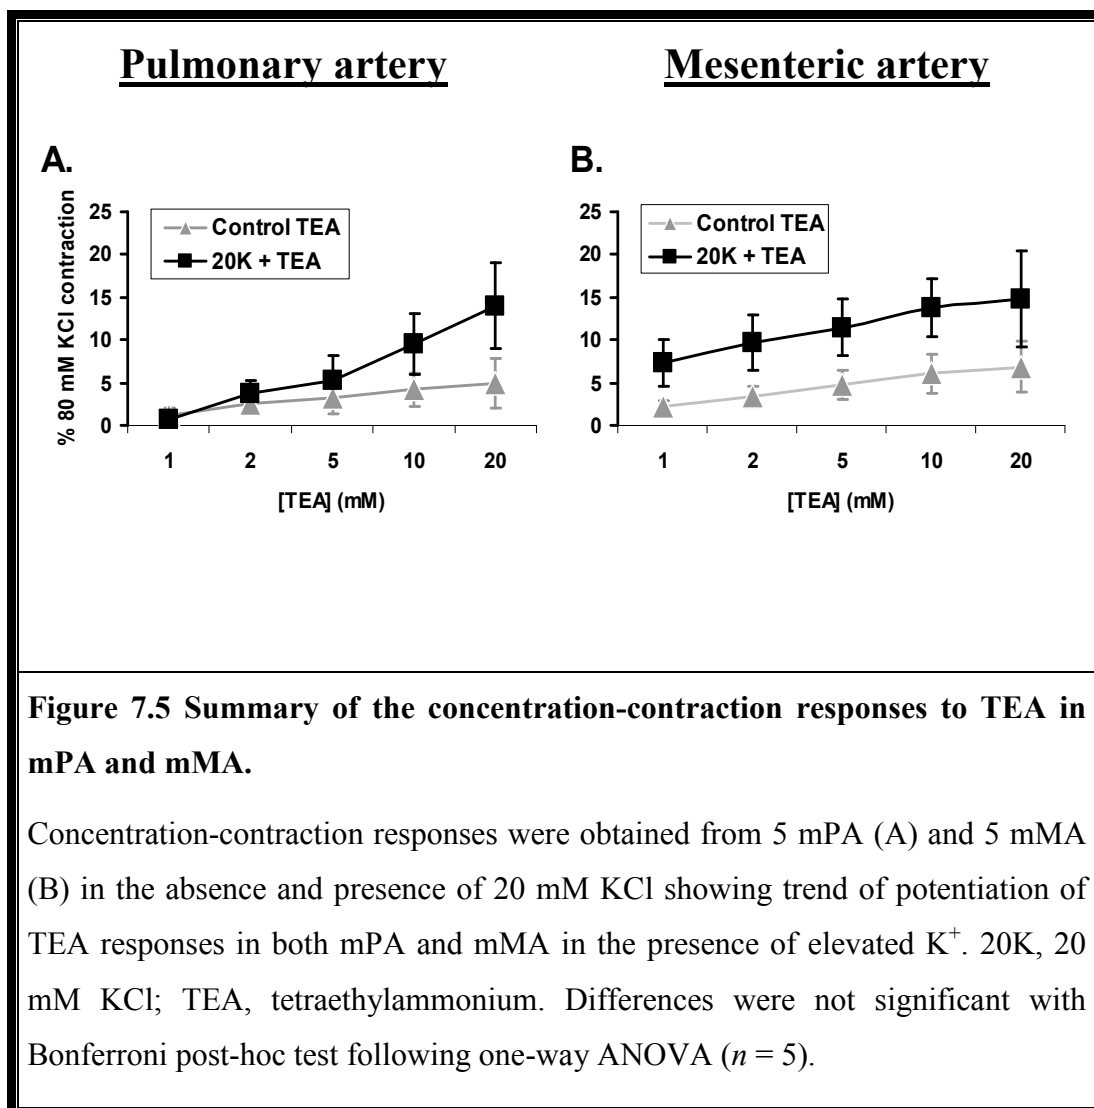 Pulmonary artery
Mesenteric artery
A.
B.
% 80 mM KCl contraction
25
20
15
10
5
0
Control TEA
20K + TEA
1 2 5 10 20
[TEA] (mM)
25
20
15
10
5
0
Control TEA
20K + TEA
1 2 5 10 20
[TEA] (mM)
Figure 7.5 Summary of the concentration-contraction responses to TEA in
mPA and mMA.
Concentration-contraction responses were obtained from 5 mPA (A) and 5 mMA
(B) in the absence and presence of 20 mM KCl showing trend of potentiation of
TEA responses in both mPA and mMA in the presence of elevated K⁺. 20K, 20
mM KCl; TEA, tetraethylammonium. Differences were not significant with
Bonferroni post-hoc test following one-way ANOVA (n = 5).